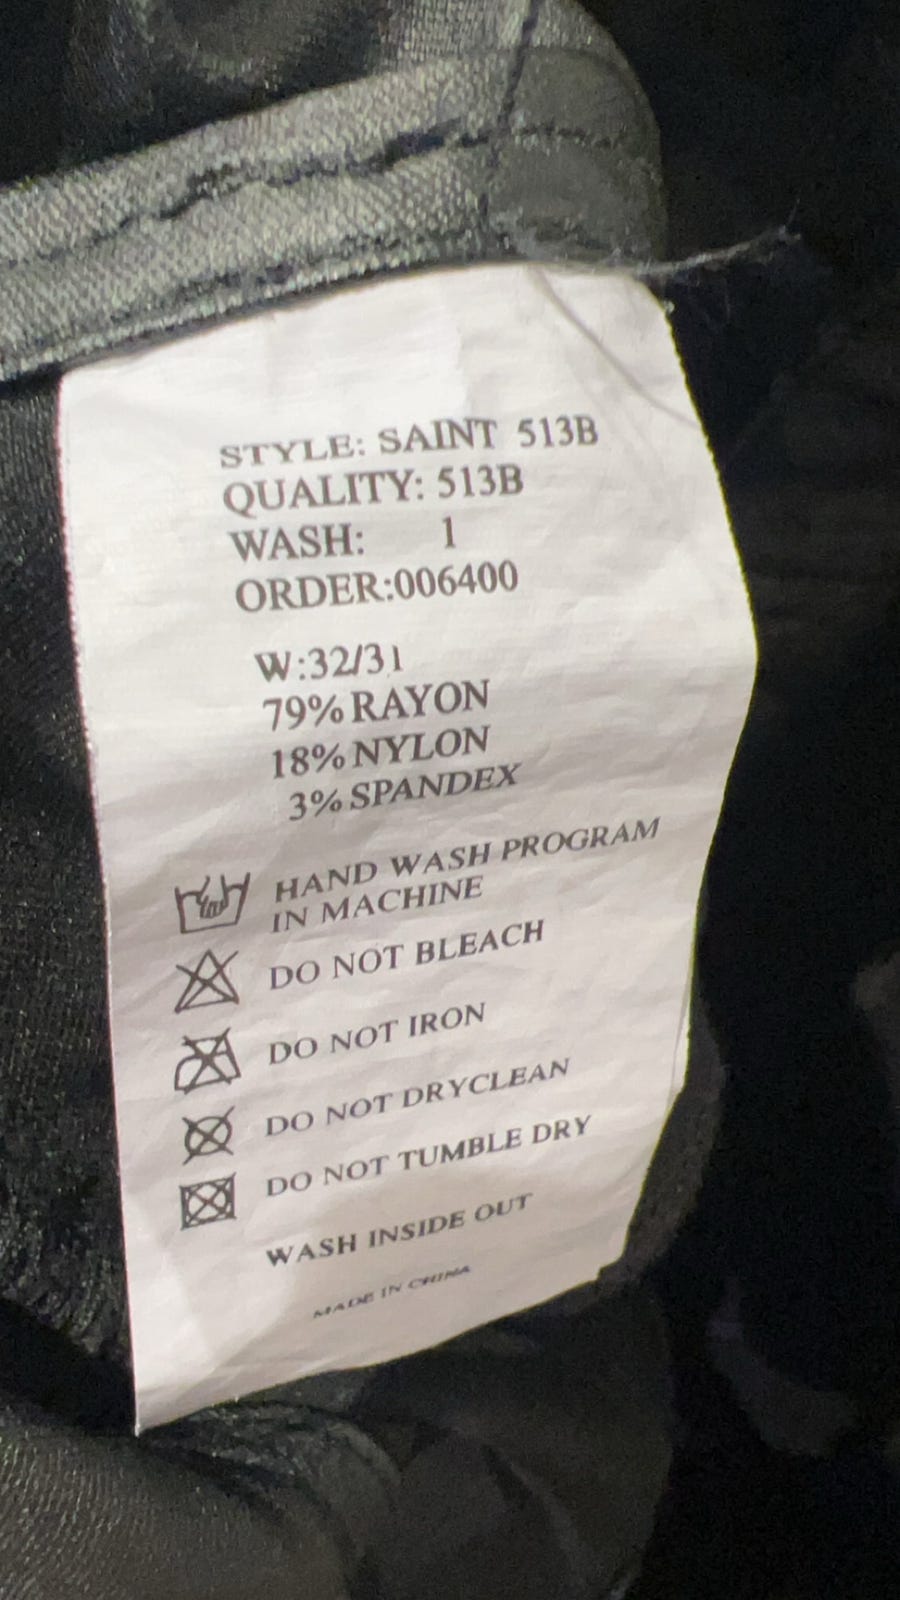 STYLE: SAINT 513B
QUALITY: 513B
WASH: 1
ORDER:006400
W:32/31
79% RAYON
18% NYLON
3% SPANDEX
HAND WASH PROGRAM
IN MACHINE
DO NOT BLEACH
DO NOT IRON
DO NOT DRYCLEAN
DO NOT TUMBLE DRY
WASH INSIDE OUT
MADE IN CHINA